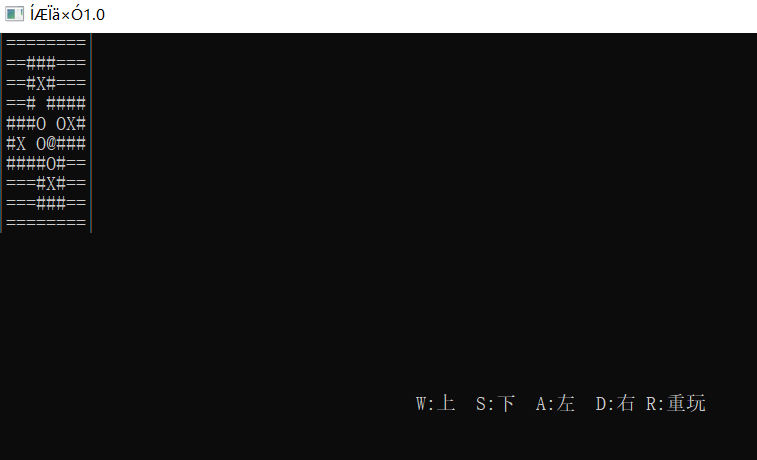 ÍÆÏä×Ó1.0
========
==###===
==#X#===
==# ####
###O OX#
#X O@###
####O#==
===#X#==
===###==
========
W:上  S:下  A:左  D:右 R:重玩